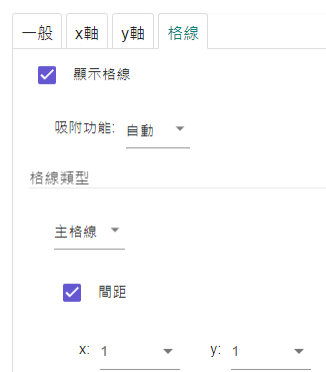 一般 x軸 y軸 格線
顯示格線
吸附功能: 自動
格線類型
主格線
間距
x: 1 y: 1